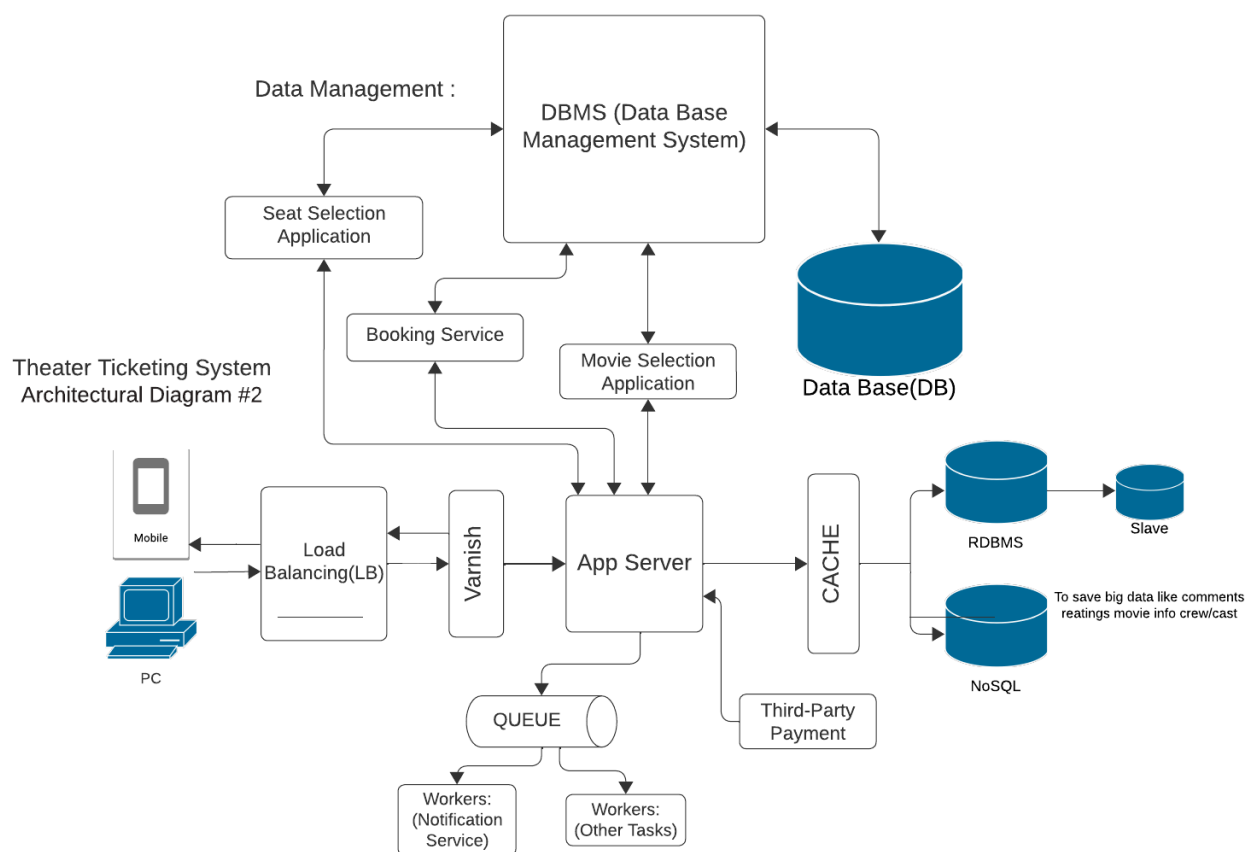 Data Management :
DBMS (Data Base
Management System)
Seat Selection
Application
Booking Service
Movie Selection
Application
Data Base(DB)
Theater Ticketing System
Architectural Diagram #2
Mobile
PC
Load
Balancing(LB)
Varnish
App Server
CACHE
RDBMS
Slave
To save big data like comments
reatings movie info crew/cast
NoSQL
QUEUE
Third-Party
Payment
Workers:
(Notification
Service)
Workers:
(Other Tasks)